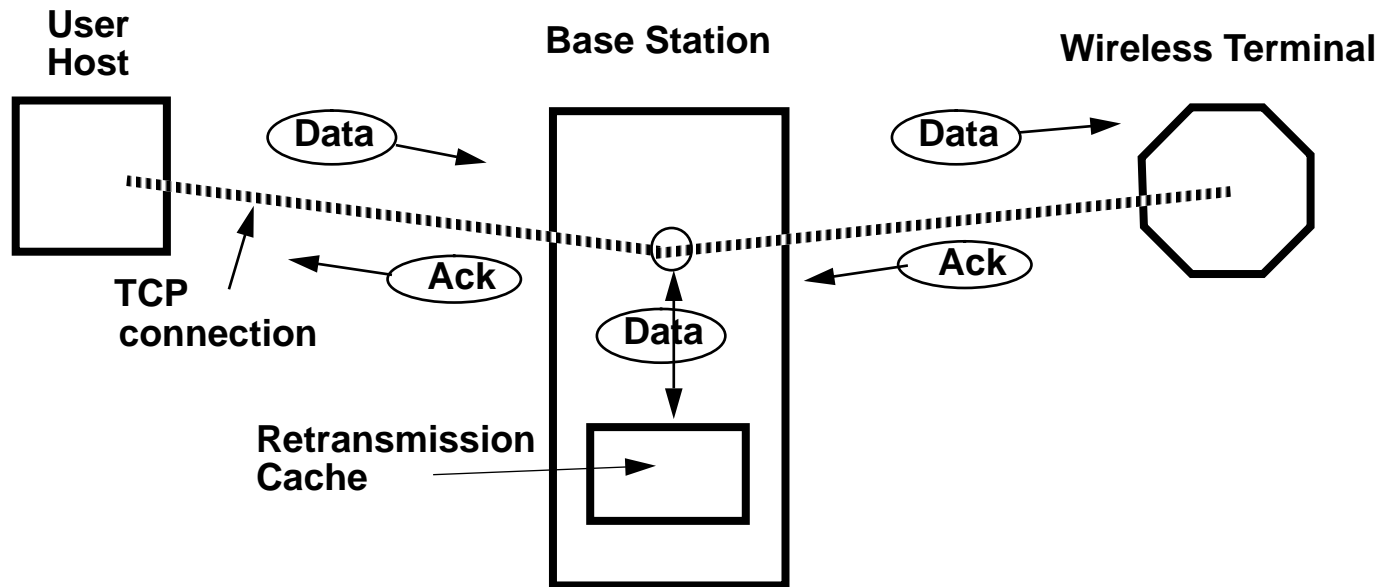 User
Host
Base Station
Wireless Terminal
Data
Data
Ack
Ack
TCP
connection
Data
Retransmission
Cache